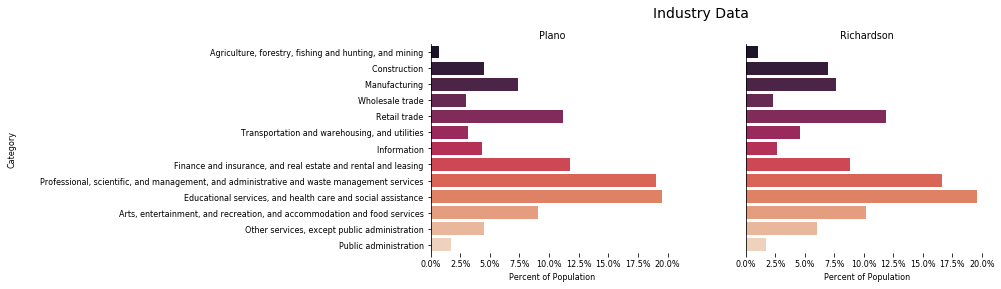 Industry Data
Plano
Richardson
Category
Agriculture, forestry, fishing and hunting, and mining
Construction
Manufacturing
Wholesale trade
Retail trade
Transportation and warehousing, and utilities
Information
Finance and insurance, and real estate and rental and leasing
Professional, scientific, and management, and administrative and waste management services
Educational services, and health care and social assistance
Arts, entertainment, and recreation, and accommodation and food services
Other services, except public administration
Public administration
0.0% 2.5% 5.0% 7.5% 10.0% 12.5% 15.0% 17.5% 20.0%
0.0% 2.5% 5.0% 7.5% 10.0% 12.5% 15.0% 17.5% 20.0%
Percent of Population
Percent of Population